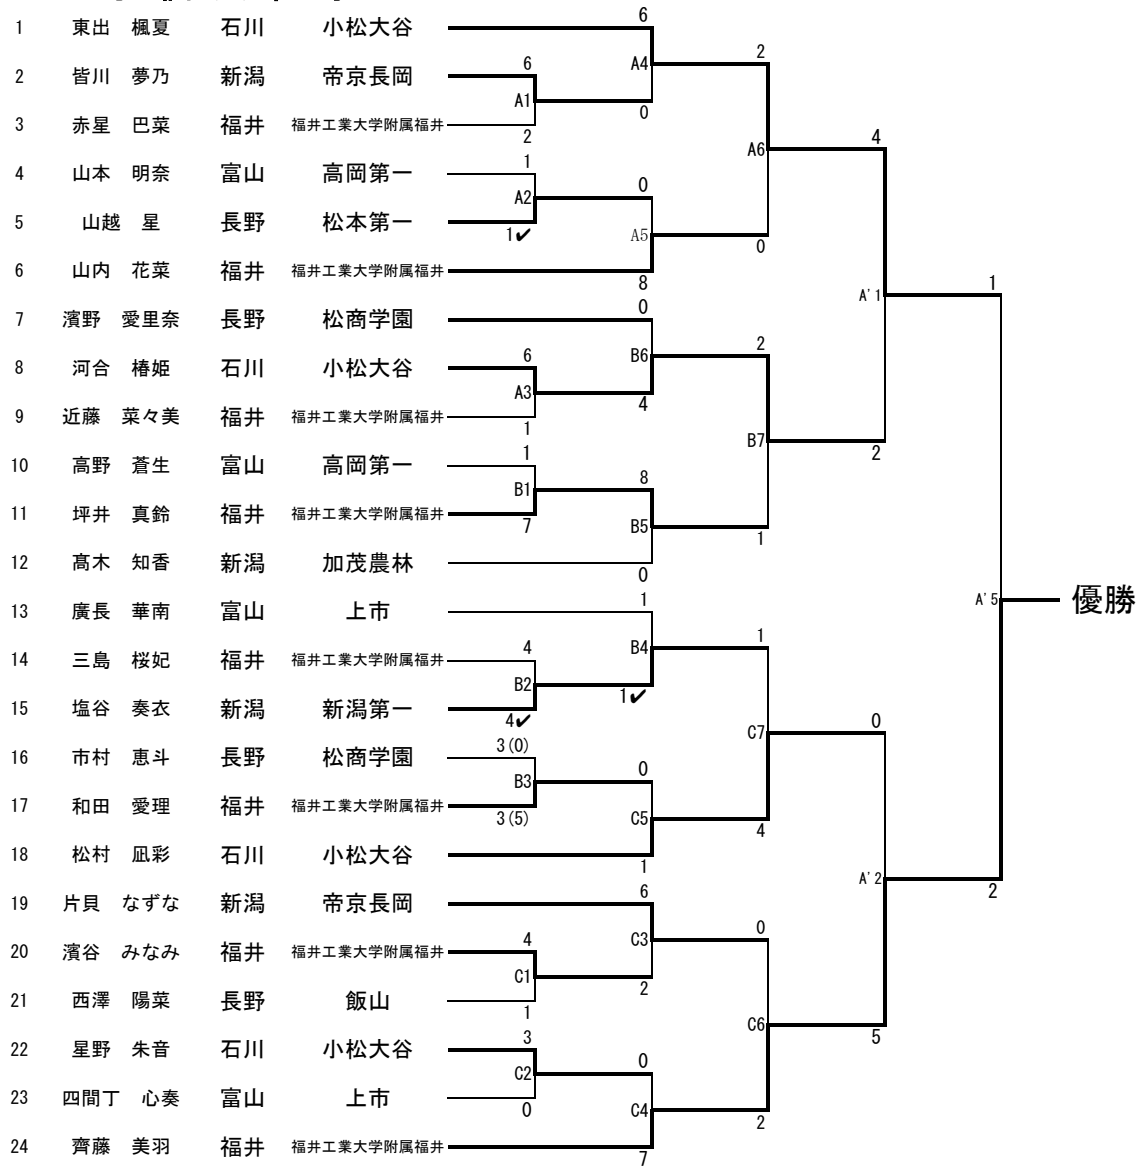 1 東出 楓夏 石川 小松大谷 6
2 皆川 夢乃 新潟 帝京長岡 6 A4 2
A1 0
3 赤星 巴菜 福井 福井工業大学附属福井 2
A6 4
4 山本 明奈 富山 高岡第一 1
A2 0
5 山越 星 長野 松本第一 1✔ A5 0
6 山内 花菜 福井 福井工業大学附属福井 8
A'1 1
7 濱野 愛里奈 長野 松商学園 0
8 河合 椿姫 石川 小松大谷 6 B6 2
A3 4
9 近藤 菜々美 福井 福井工業大学附属福井 1
B7 2
10 高野 蒼生 富山 高岡第一 1
B1 8
11 坪井 真鈴 福井 福井工業大学附属福井 7 B5 1
12 髙木 知香 新潟 加茂農林 0
A'5 優勝
13 廣長 華南 富山 上市 1
14 三島 桜妃 福井 福井工業大学附属福井 4 B4 1
B2 1✔
15 塩谷 奏衣 新潟 新潟第一 4✔
C7 0
16 市村 恵斗 長野 松商学園 3(0)
B3 0
17 和田 愛理 福井 福井工業大学附属福井 3(5) C5 4
18 松村 凪彩 石川 小松大谷 1
A'2 2
19 片貝 なずな 新潟 帝京長岡 6
20 濱谷 みなみ 福井 福井工業大学附属福井 4 C3 0
C1 2
21 西澤 陽菜 長野 飯山 1
C6 5
22 星野 朱音 石川 小松大谷 3
C2 0
23 四間丁 心奏 富山 上市 0 C4 2
24 齊藤 美羽 福井 福井工業大学附属福井 7